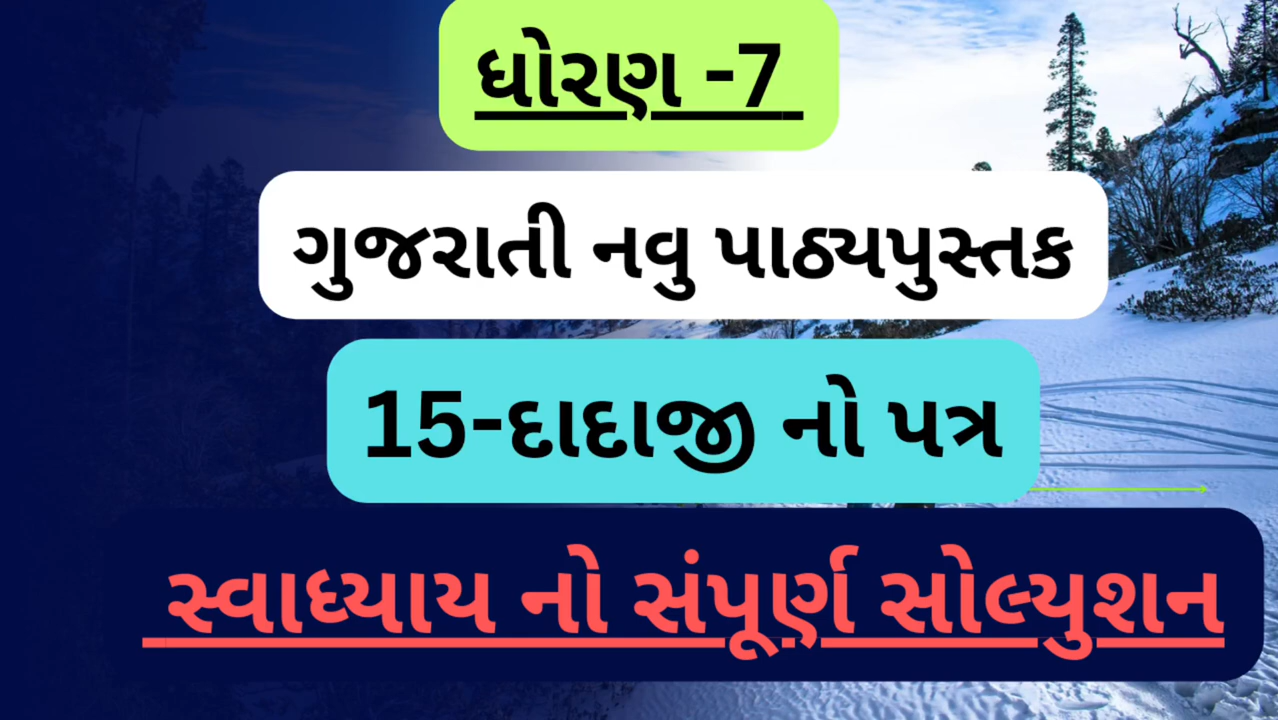 ધોરણ -7
ગુજરાતી નવુ પાઠ્યપુસ્તક
15-દાદાજી નો પત્ર
સ્વાધ્યાય નો સંપૂર્ણ સોલ્યુશન